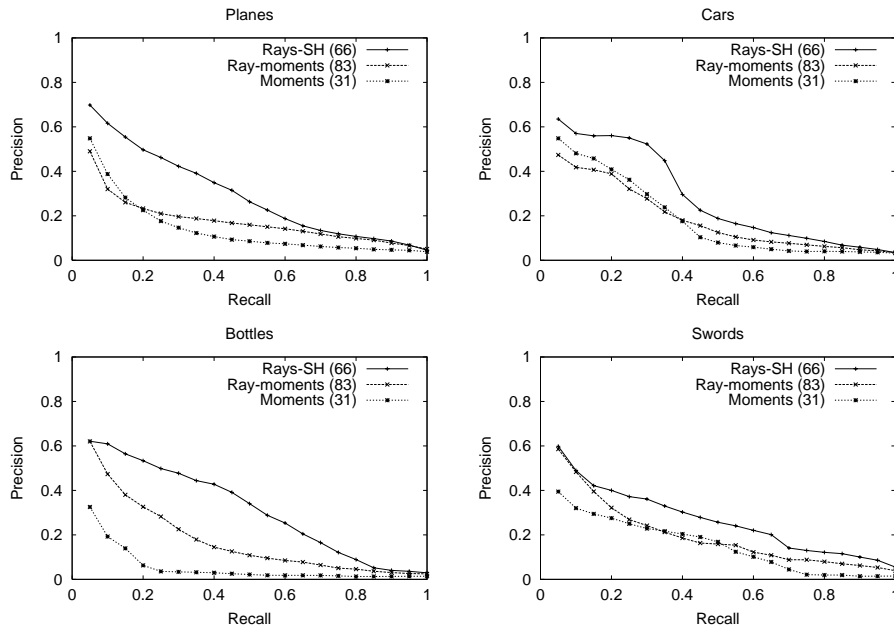 Planes
Precision
1
0.8
0.6
0.4
0.2
0
Rays-SH (66)
Ray-moments (83)
Moments (31)
0 0.2 0.4 0.6 0.8 1
Recall
Cars
Precision
1
0.8
0.6
0.4
0.2
0
Rays-SH (66)
Ray-moments (83)
Moments (31)
0 0.2 0.4 0.6 0.8 1
Recall
Bottles
Precision
1
0.8
0.6
0.4
0.2
0
Rays-SH (66)
Ray-moments (83)
Moments (31)
0 0.2 0.4 0.6 0.8 1
Recall
Swords
Precision
1
0.8
0.6
0.4
0.2
0
Rays-SH (66)
Ray-moments (83)
Moments (31)
0 0.2 0.4 0.6 0.8 1
Recall